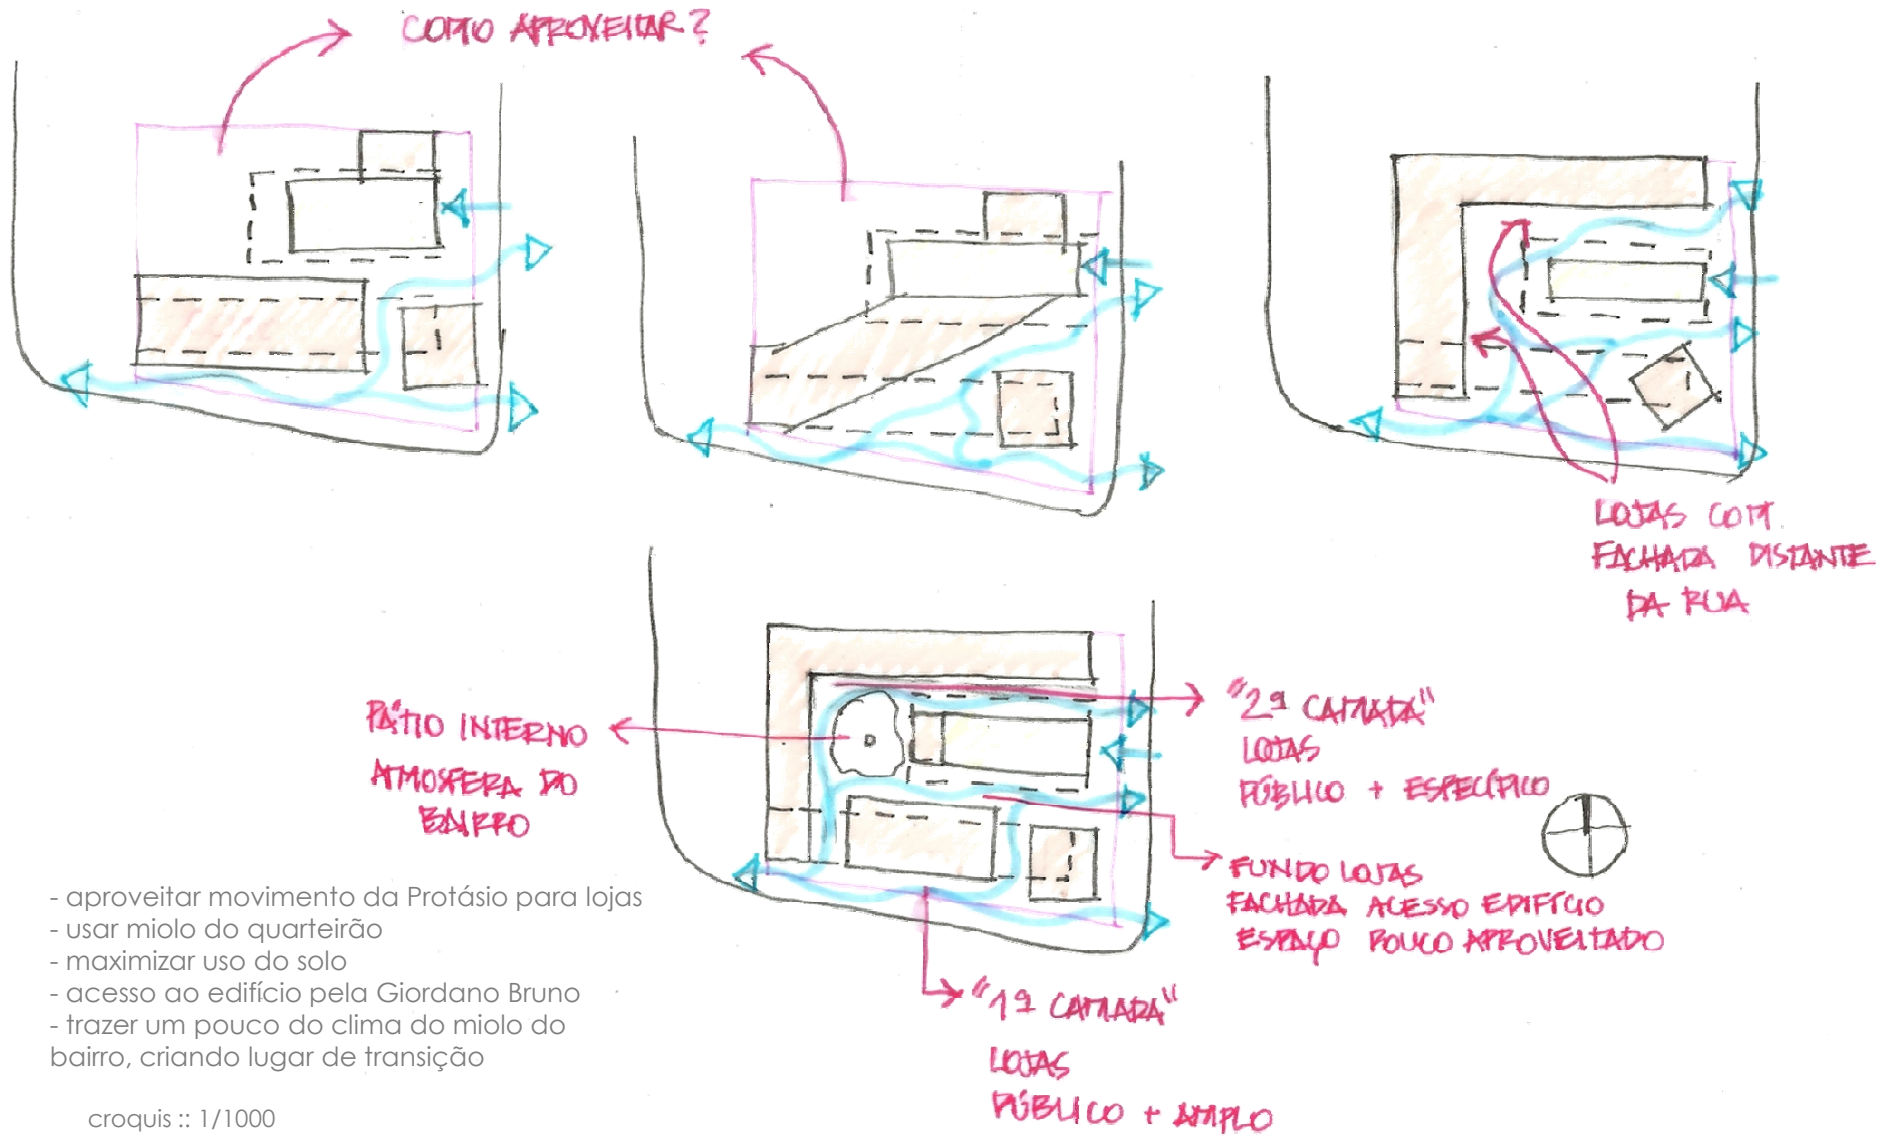 COMO APROVEITAR?
LOJAS COM
FACHADA DISTANTE
DA RUA
PÁTIO INTERNO
ATMOSFERA DO
BAIRRO
"2ª CAMADA"
LOJAS
PÚBLICO + ESPECÍFICO
FUNDO LOJAS
FACHADA ACESSO EDIFÍCIO
ESPAÇO POUCO APROVEITADO
"1ª CAMADA"
LOJAS
PÚBLICO + AMPLO
- aproveitar movimento da Protásio para lojas
- usar miolo do quarteirão
- maximizar uso do solo
- acesso ao edifício pela Giordano Bruno
- trazer um pouco do clima do miolo do
bairro, criando lugar de transição
croquis :: 1/1000